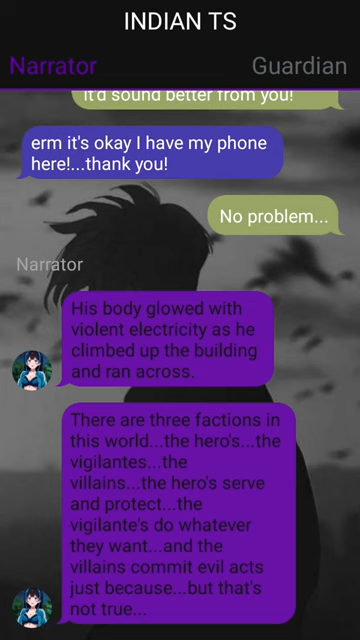 INDIAN TS
Narrator Guardian
it'd sound better from you!
erm it's okay I have my phone
here!...thank you!
No problem...
Narrator
His body glowed with
violent electricity as he
climbed up the building
and ran across.
There are three factions in
this world...the hero's...the
vigilantes...the
villains...the hero's serve
and protect...the
vigilante's do whatever
they want...and the
villains commit evil acts
just because...but that's
not true...